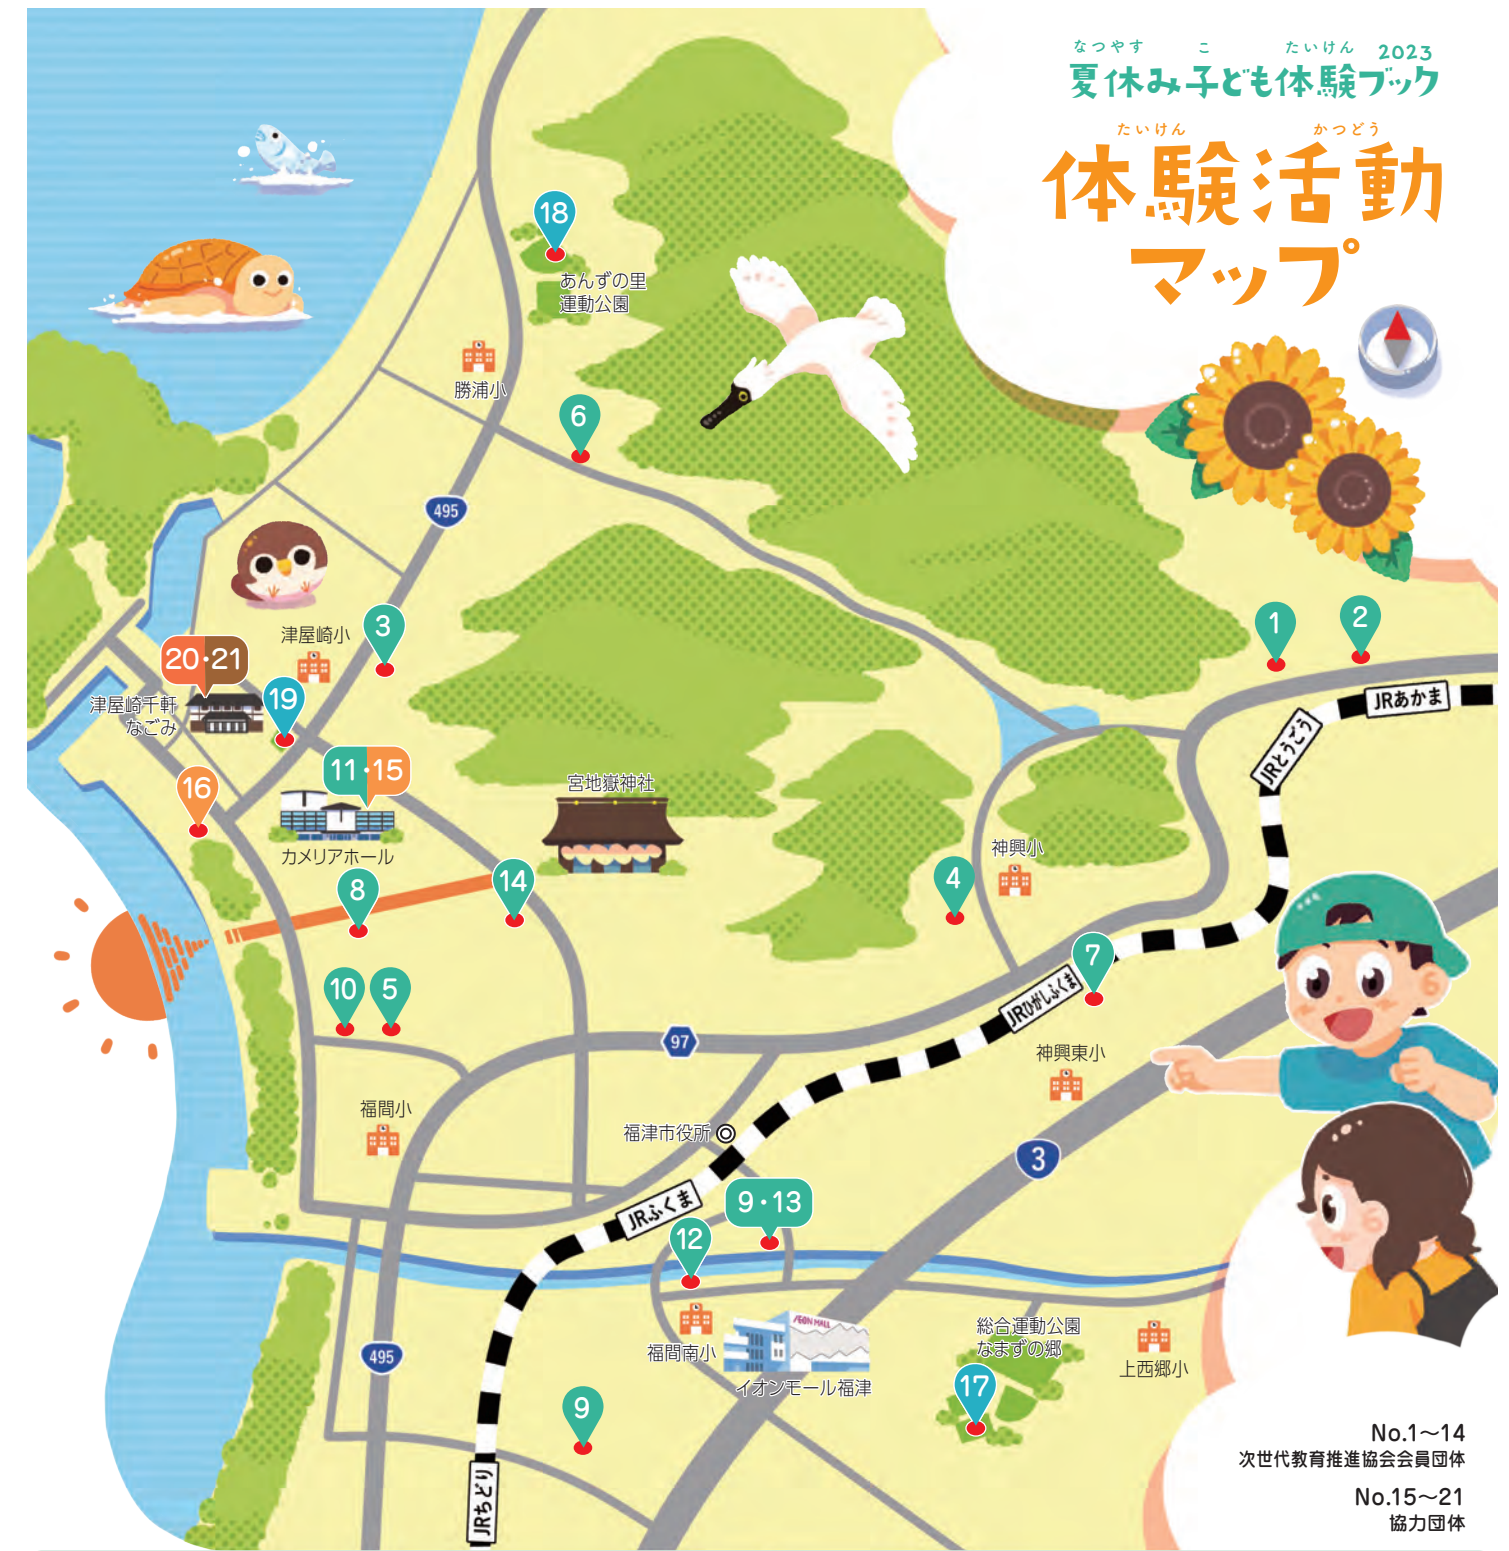 なつやす こ たいけん 2023
夏休み子ども体験ブック
たいけん かつどう
体験活動
マップ
18
あんずの里
運動公園
勝浦小
6
495
津屋崎小
3
1
2
20・21
津屋崎千軒
なごみ
19
JRあかま
JRとうごう
16
11・15
カメリアホール
宮地嶽神社
神興小
8
14
4
7
10
5
JRひがしふくま
97
神興東小
福間小
福津市役所
3
JRふくま
9・13
12
福間南小
ÆON MALL
イオンモール福津
総合運動公園
なまずの郷
上西郷小
495
17
9
JRちどり
No.1～14
次世代教育推進協会会員団体
No.15～21
協力団体